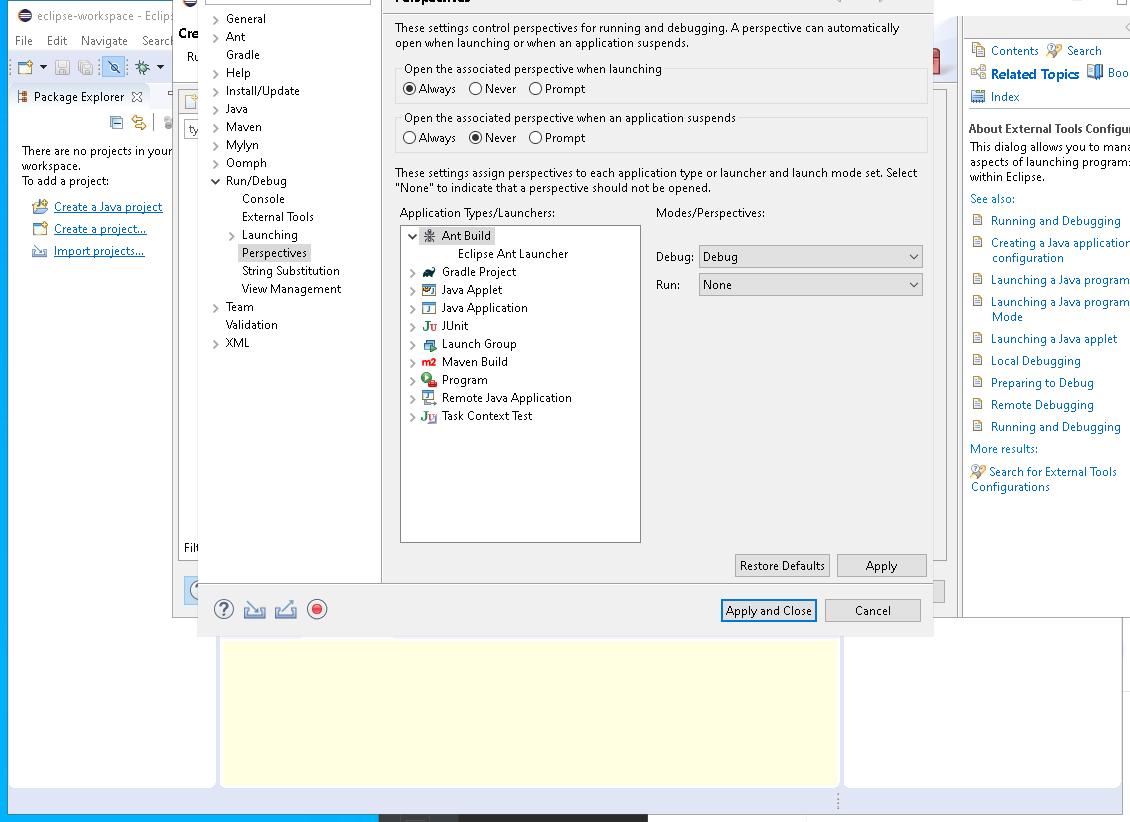 eclipse-workspace - Eclips
File Edit Navigate Search
Package Explorer
There are no projects in your
workspace.
To add a project:
Create a Java project
Create a project...
Import projects...
Cre
Ru
ty
Filt
General
Ant
Gradle
Help
Install/Update
Java
Maven
Mylyn
Oomph
Run/Debug
Console
External Tools
Launching
Perspectives
String Substitution
View Management
Team
Validation
XML
Perspectives
These settings control perspectives for running and debugging. A perspective can automatically
open when launching or when an application suspends.
Open the associated perspective when launching
Always Never Prompt
Open the associated perspective when an application suspends
Always Never Prompt
These settings assign perspectives to each application type or launcher and launch mode set. Select
"None" to indicate that a perspective should not be opened.
Application Types/Launchers:
Ant Build
Eclipse Ant Launcher
Gradle Project
Java Applet
Java Application
JUnit
Launch Group
m2 Maven Build
Program
Remote Java Application
Task Context Test
Modes/Perspectives:
Debug: Debug
Run: None
Restore Defaults Apply
Apply and Close Cancel
Contents Search
Related Topics Boo
Index
About External Tools Configu
This dialog allows you to mana
aspects of launching programs
within Eclipse.
See also:
Running and Debugging
Creating a Java application
configuration
Launching a Java program
Launching a Java program
Mode
Launching a Java applet
Local Debugging
Preparing to Debug
Remote Debugging
Running and Debugging
More results:
Search for External Tools
Configurations